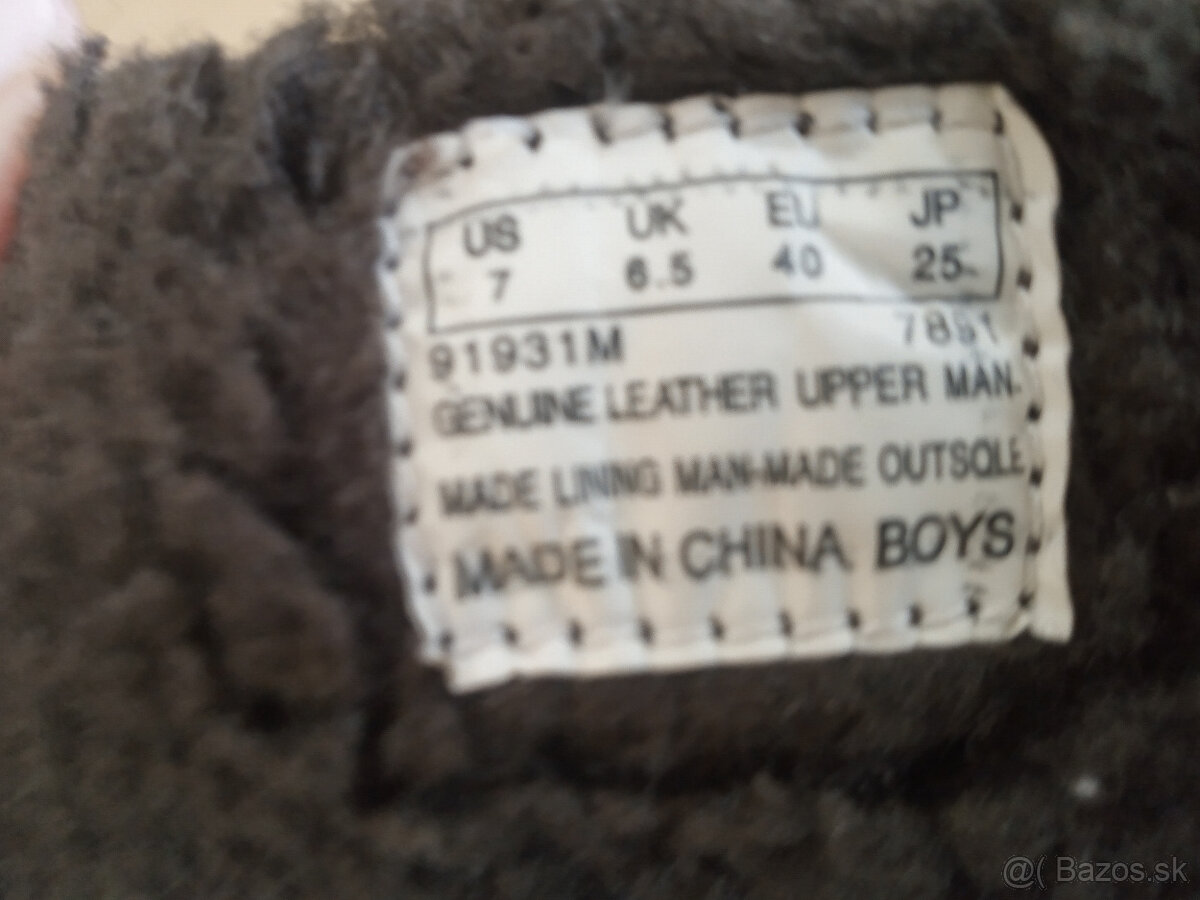 US UK EU JP
7 6.5 40 25
91931M 7891
GENUINE LEATHER UPPER MAN-
MADE LINING MAN-MADE OUTSOLE
MADE IN CHINA BOYS
@( Bazos.sk